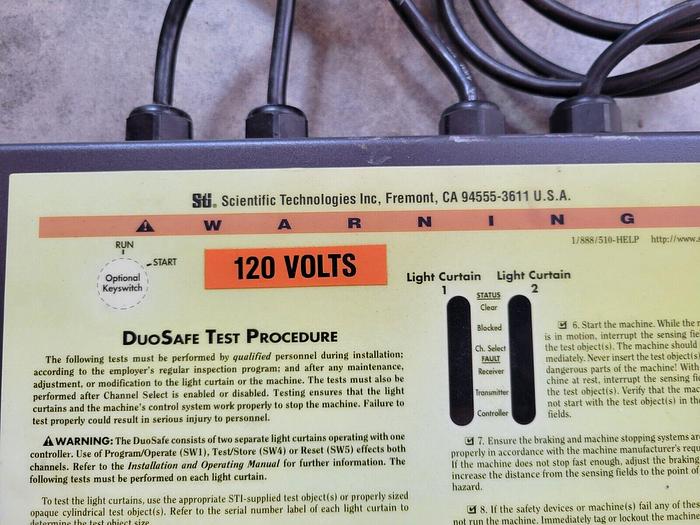 STI® Scientific Technologies Inc, Fremont, CA 94555-3611 U.S.A.
WARNING
1/888/510-HELP http://www.s
RUN
START
Optional
Keyswitch
120 VOLTS
Light Curtain
1
Light Curtain
2
STATUS
Clear
Blocked
Ch. Select
FAULT
Receiver
Transmitter
Controller
DUOSAFE TEST PROCEDURE
The following tests must be performed by qualified personnel during installation;
according to the employer's regular inspection program; and after any maintenance,
adjustment, or modification to the light curtain or the machine. The tests must also be
performed after Channel Select is enabled or disabled. Testing ensures that the light
curtains and the machine's control system work properly to stop the machine. Failure to
test properly could result in serious injury to personnel.
WARNING: The DuoSafe consists of two separate light curtains operating with one
controller. Use of Program/Operate (SW1), Test/Store (SW4) or Reset (SW5) effects both
channels. Refer to the Installation and Operating Manual for further information. The
following tests must be performed on each light curtain.
To test the light curtains, use the appropriate STI-supplied test object(s) or properly sized
opaque cylindrical test object(s). Refer to the serial number label of each light curtain to
determine the test object size.
6. Start the machine. While the
is in motion, interrupt the sensing fie
the test object(s). The machine should
mediately. Never insert the test object(s)
dangerous parts of the machine! With
chine at rest, interrupt the sensing fie
the test object(s). Verify that the mac
not start with the test object(s) in the
fields.
7. Ensure the braking and machine stopping systems are
properly in accordance with the machine manufacturer's requ
If the machine does not stop fast enough, adjust the braking
increase the distance from the sensing fields to the point of
hazard.
8. If the safety devices or machine(s) fail any of these
not run the machine. Immediately tag or lockout the machine